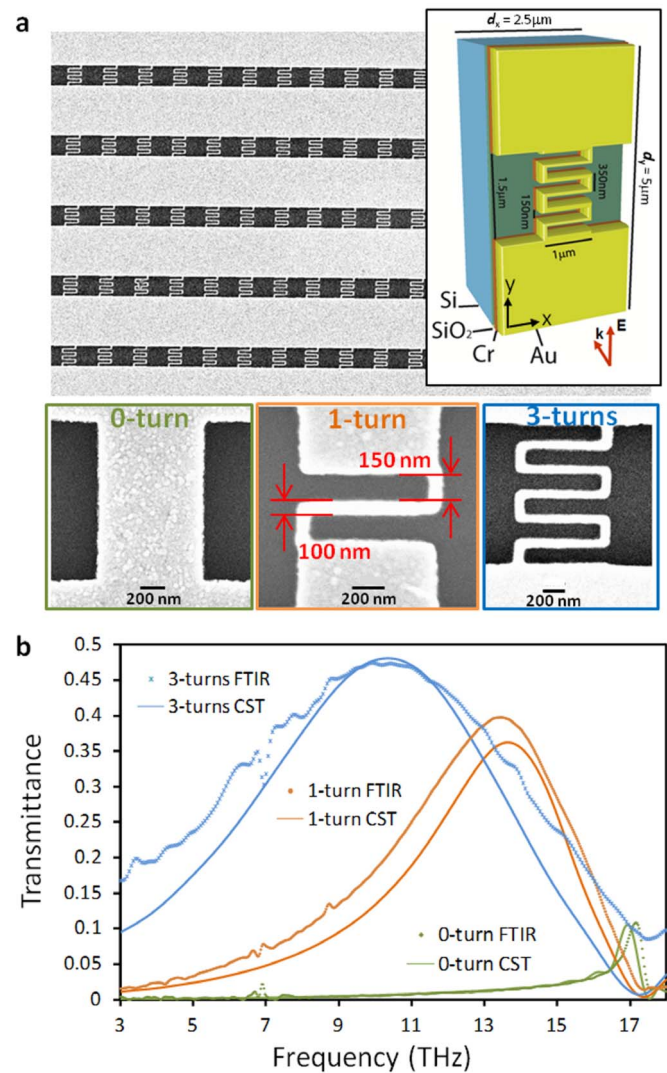 a
dx = 2.5μm
dy = 5μm
1.5μm
150nm
350nm
1μm
Si
SiO2
Cr
Au
y
x
k
E
0-turn
200 nm
1-turn
150 nm
100 nm
200 nm
3-turns
200 nm
b
0.5
0.45
0.4
0.35
0.3
0.25
0.2
0.15
0.1
0.05
0
Transmittance
3-turns FTIR
3-turns CST
1-turn FTIR
1-turn CST
0-turn FTIR
0-turn CST
3 5 7 9 11 13 15 17
Frequency (THz)